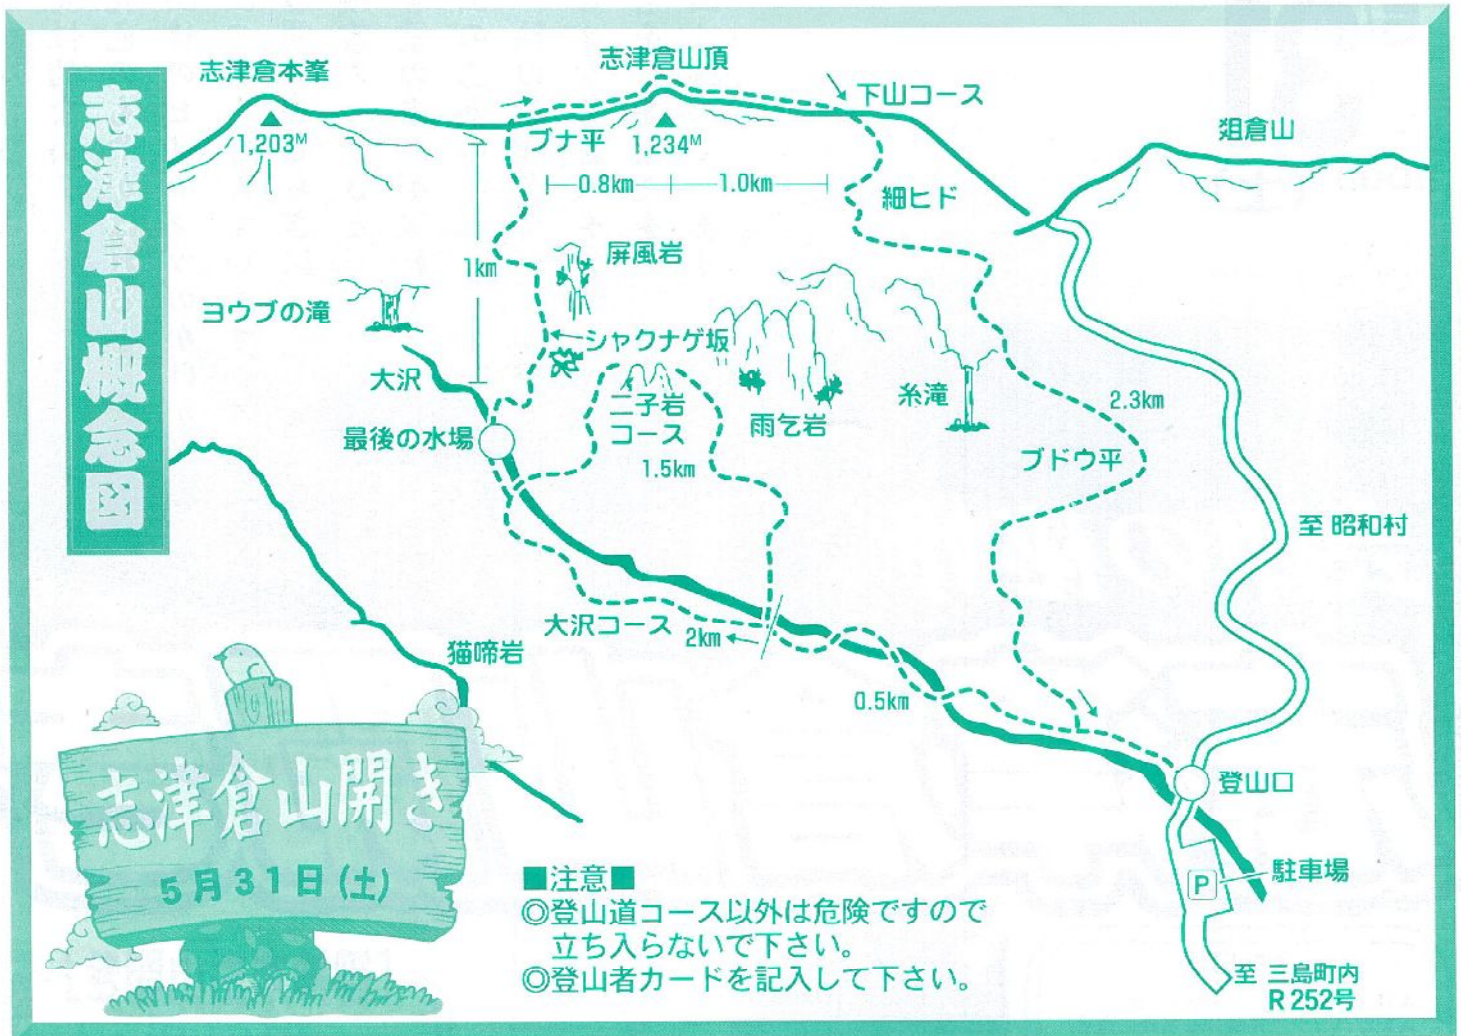 志津倉山概念図
志津倉本峯
1,203M
志津倉山頂
1,234M
下山コース
俎倉山
ブナ平
0.8km
1.0km
細ヒド
1km
屏風岩
ヨウブの滝
シャクナゲ坂
大沢
二子岩
コース
1.5km
雨乞岩
糸滝
2.3km
最後の水場
ブドウ平
至 昭和村
大沢コース
2km
猫啼岩
0.5km
登山口
志津倉山開き
5月31日(土)
P
駐車場
■注意■
◎登山道コース以外は危険ですので
立ち入らないで下さい。
◎登山者カードを記入して下さい。
至 三島町内
R252号